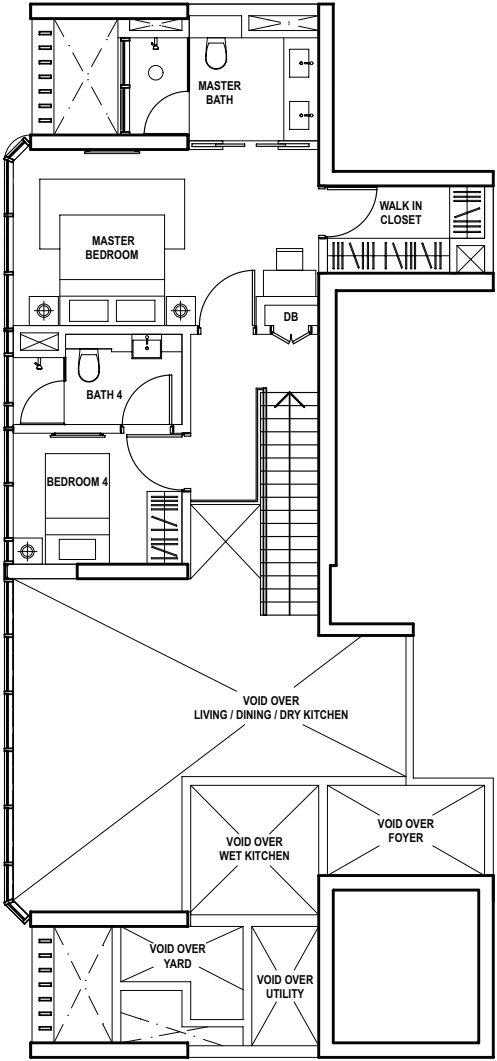 MASTER
BATH
WALK IN
CLOSET
MASTER
BEDROOM
DB
BATH 4
BEDROOM 4
VOID OVER
LIVING / DINING / DRY KITCHEN
VOID OVER
FOYER
VOID OVER
WET KITCHEN
VOID OVER
YARD
VOID OVER
UTILITY